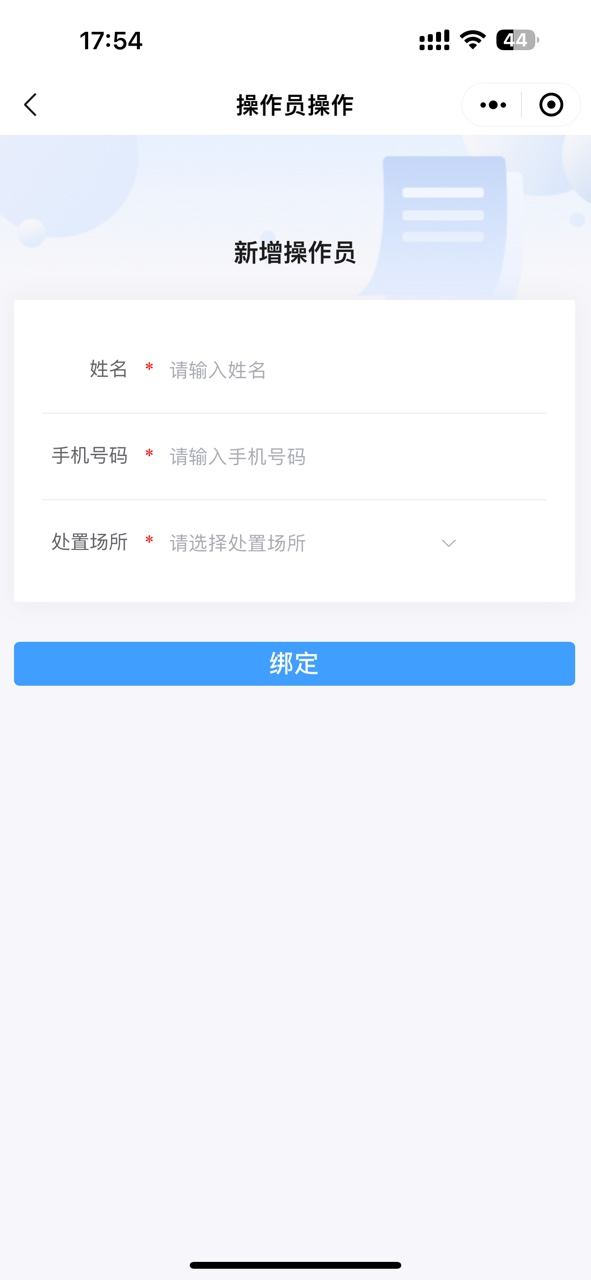 17:54
44
操作员操作
新增操作员
姓名 * 请输入姓名
手机号码 * 请输入手机号码
处置场所 * 请选择处置场所
绑定